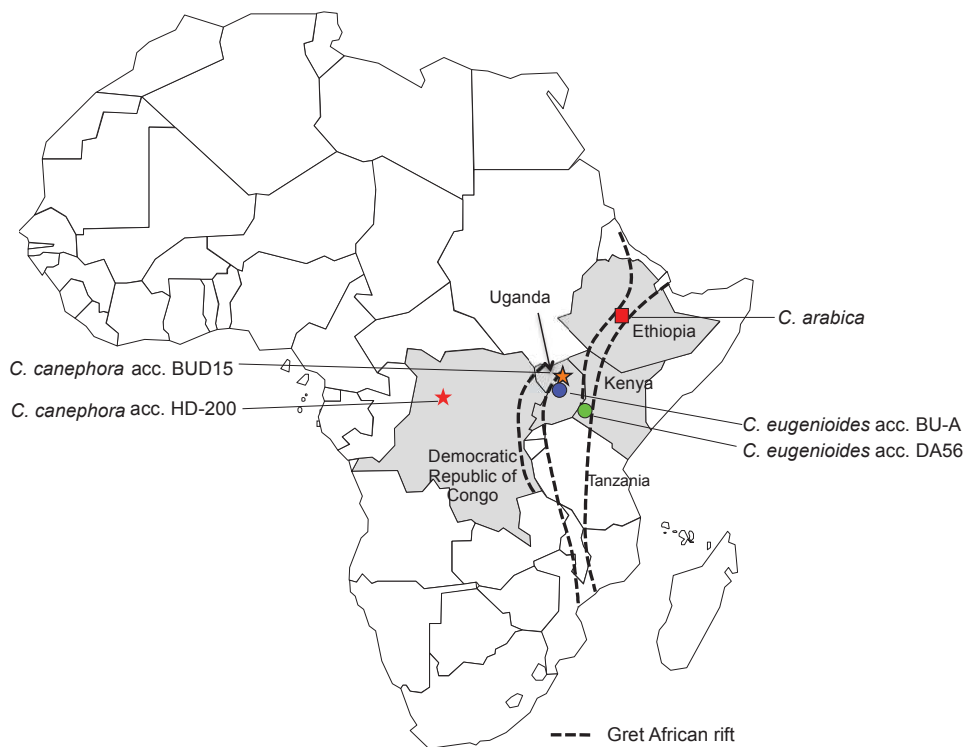 Uganda
Ethiopia
C. arabica
C. canephora acc. BUD15
Kenya
C. canephora acc. HD-200
C. eugenioides acc. BU-A
C. eugenioides acc. DA56
Democratic
Republic of
Congo
Tanzania
Gret African rift